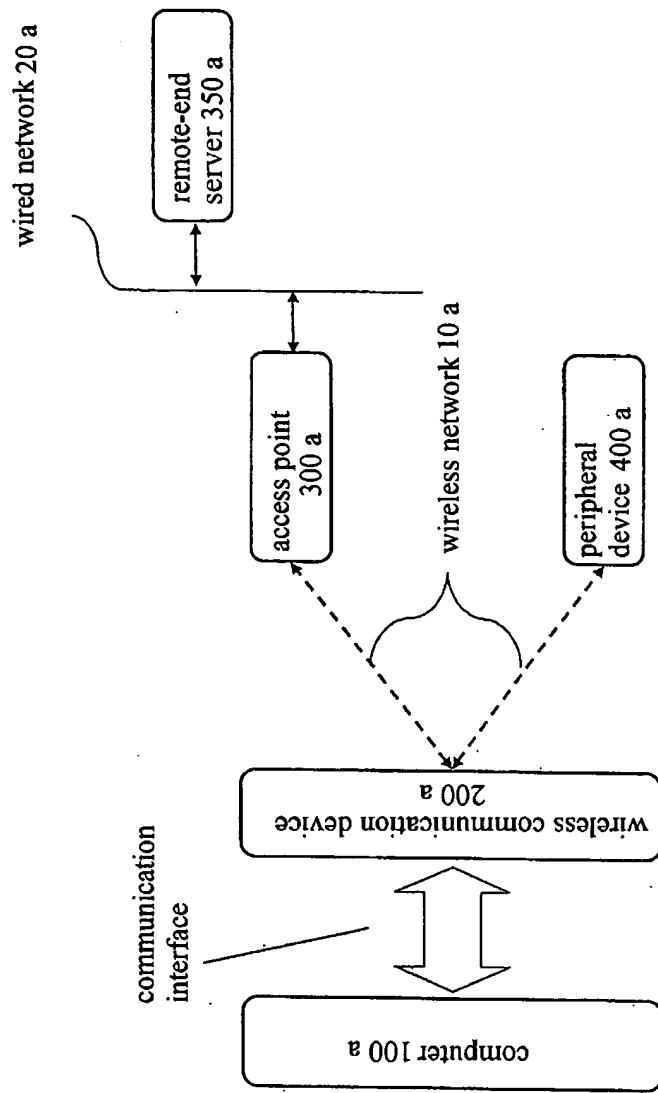 wired network 20 a
remote-end
server 350 a
access point
300 a
wireless network 10 a
peripheral
device 400 a
communication
interface
wireless communication device
200 a
computer 100 a